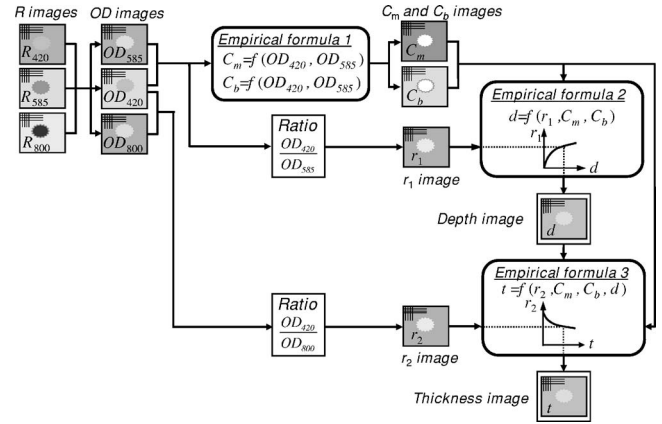 R images
OD images
C_m and C_b images
R_420
R_585
R_800
OD_585
OD_420
OD_800
Empirical formula 1
C_m=f(OD_420, OD_585)
C_b=f(OD_420, OD_585)
C_m
C_b
Ratio
OD_420
OD_585
r_1
r_1 image
Empirical formula 2
d=f(r_1,C_m,C_b)
r_1
d
Depth image
d
Ratio
OD_420
OD_800
r_2
r_2 image
Empirical formula 3
t=f(r_2,C_m,C_b,d)
r_2
t
Thickness image
t